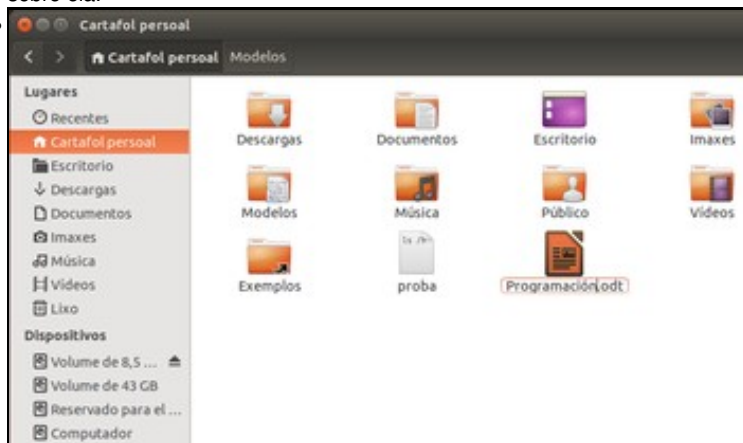 Cartafol persoal
Cartafol persoal Modelos
Lugares
Recentes
Cartafol persoal
Escritorio
Descargas
Documentos
Imaxes
Música
Vídeos
Lixo
Dispositivos
Volume de 8,5 ...
Volume de 43 GB
Reservado para el ...
Computador
Descargas Documentos Escritorio Imaxes
Modelos Música Público Vídeos
Exemplos proba Programación.odt